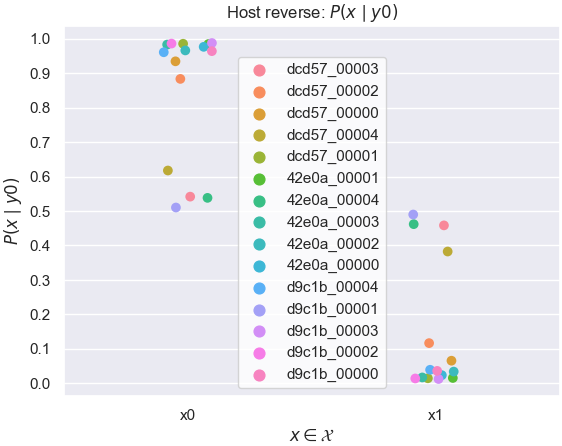 Host reverse: P(x | y0)
1.0
0.9
0.8
0.7
0.6
0.5
0.4
0.3
0.2
0.1
0.0
P(x | y0)
dcd57_00003
dcd57_00002
dcd57_00000
dcd57_00004
dcd57_00001
42e0a_00001
42e0a_00004
42e0a_00003
42e0a_00002
42e0a_00000
d9c1b_00004
d9c1b_00001
d9c1b_00003
d9c1b_00002
d9c1b_00000
x0 x1
x ∈ 𝒳